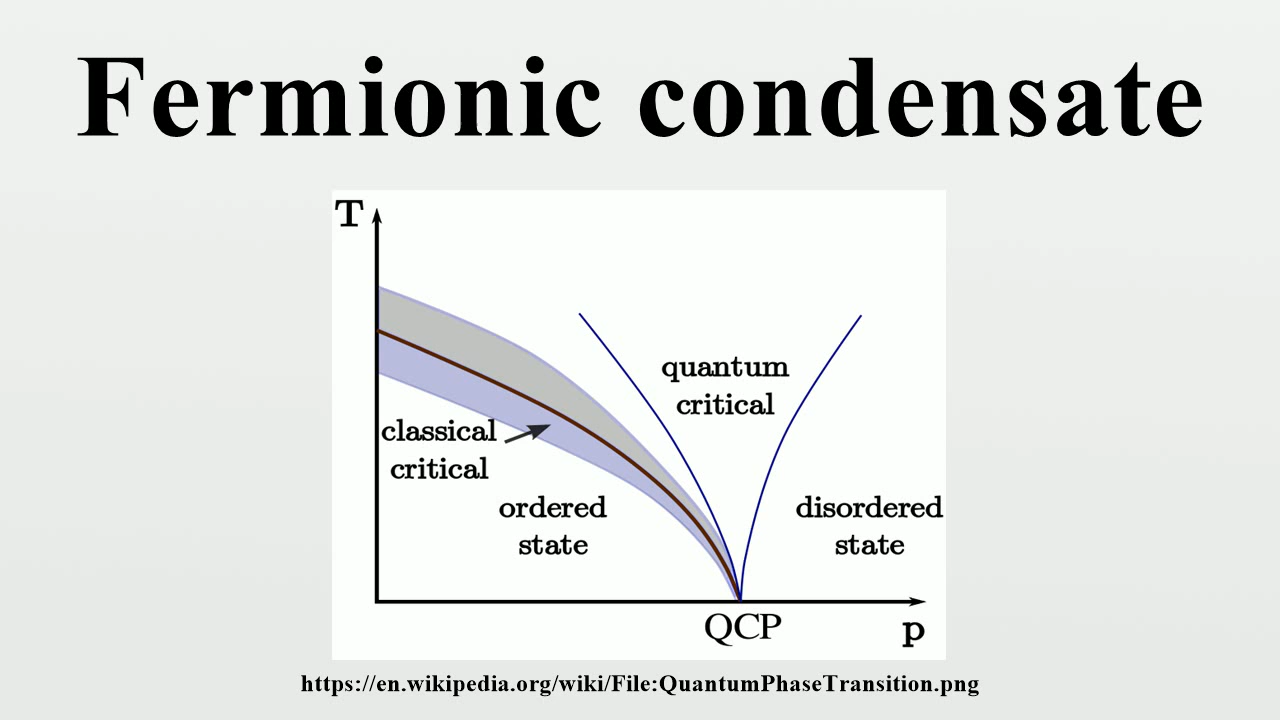 Fermionic condensate
T
quantum
critical
classical
critical
ordered
state
disordered
state
QCP
p
https://en.wikipedia.org/wiki/File:QuantumPhaseTransition.png